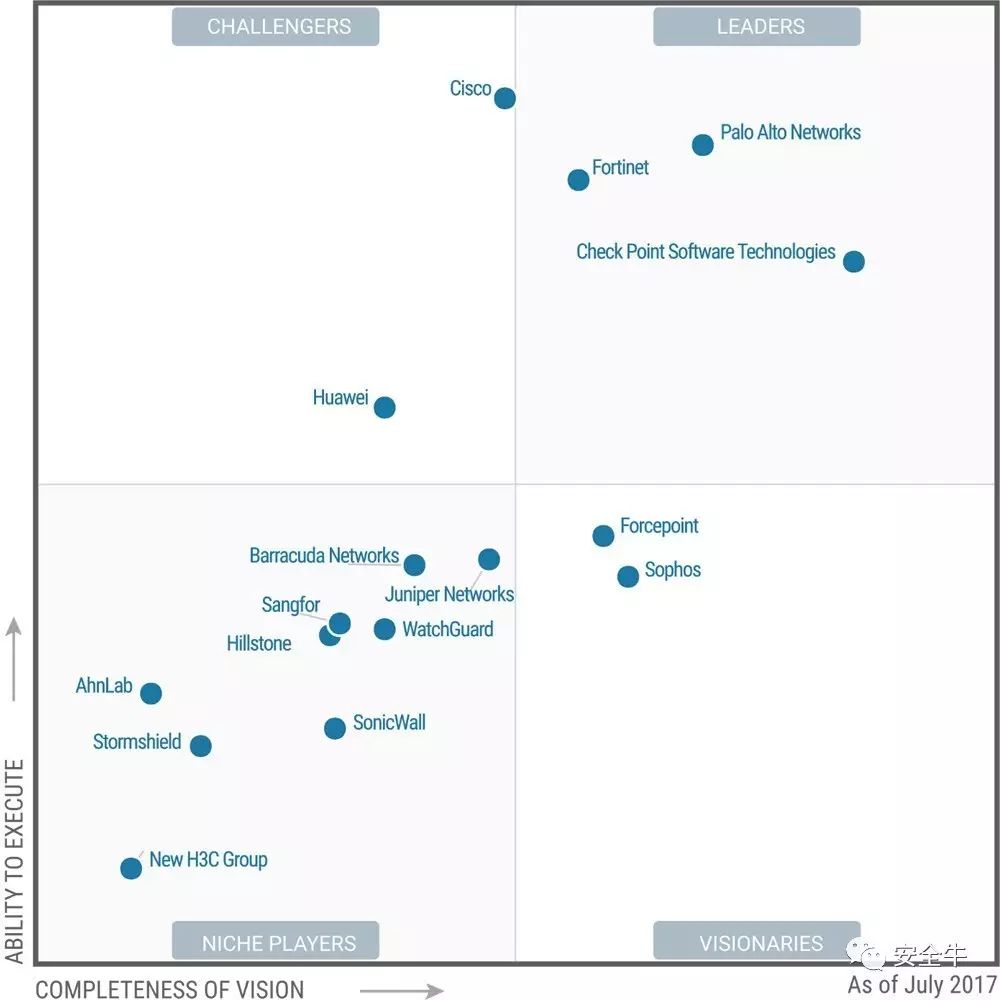 CHALLENGERS
LEADERS
Cisco
Palo Alto Networks
Fortinet
Check Point Software Technologies
Huawei
Forcepoint
Barracuda Networks
Sophos
Juniper Networks
Sangfor
WatchGuard
Hillstone
AhnLab
SonicWall
Stormshield
New H3C Group
ABILITY TO EXECUTE
NICHE PLAYERS
VISIONARIES
安全牛
COMPLETENESS OF VISION
As of July 2017